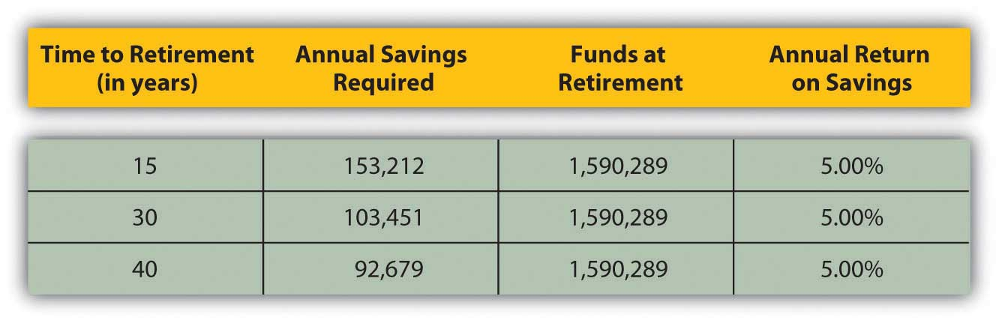 Time to Retirement Annual Savings Funds at Annual Return
(in years) Required Retirement on Savings
15 153,212 1,590,289 5.00%
30 103,451 1,590,289 5.00%
40 92,679 1,590,289 5.00%